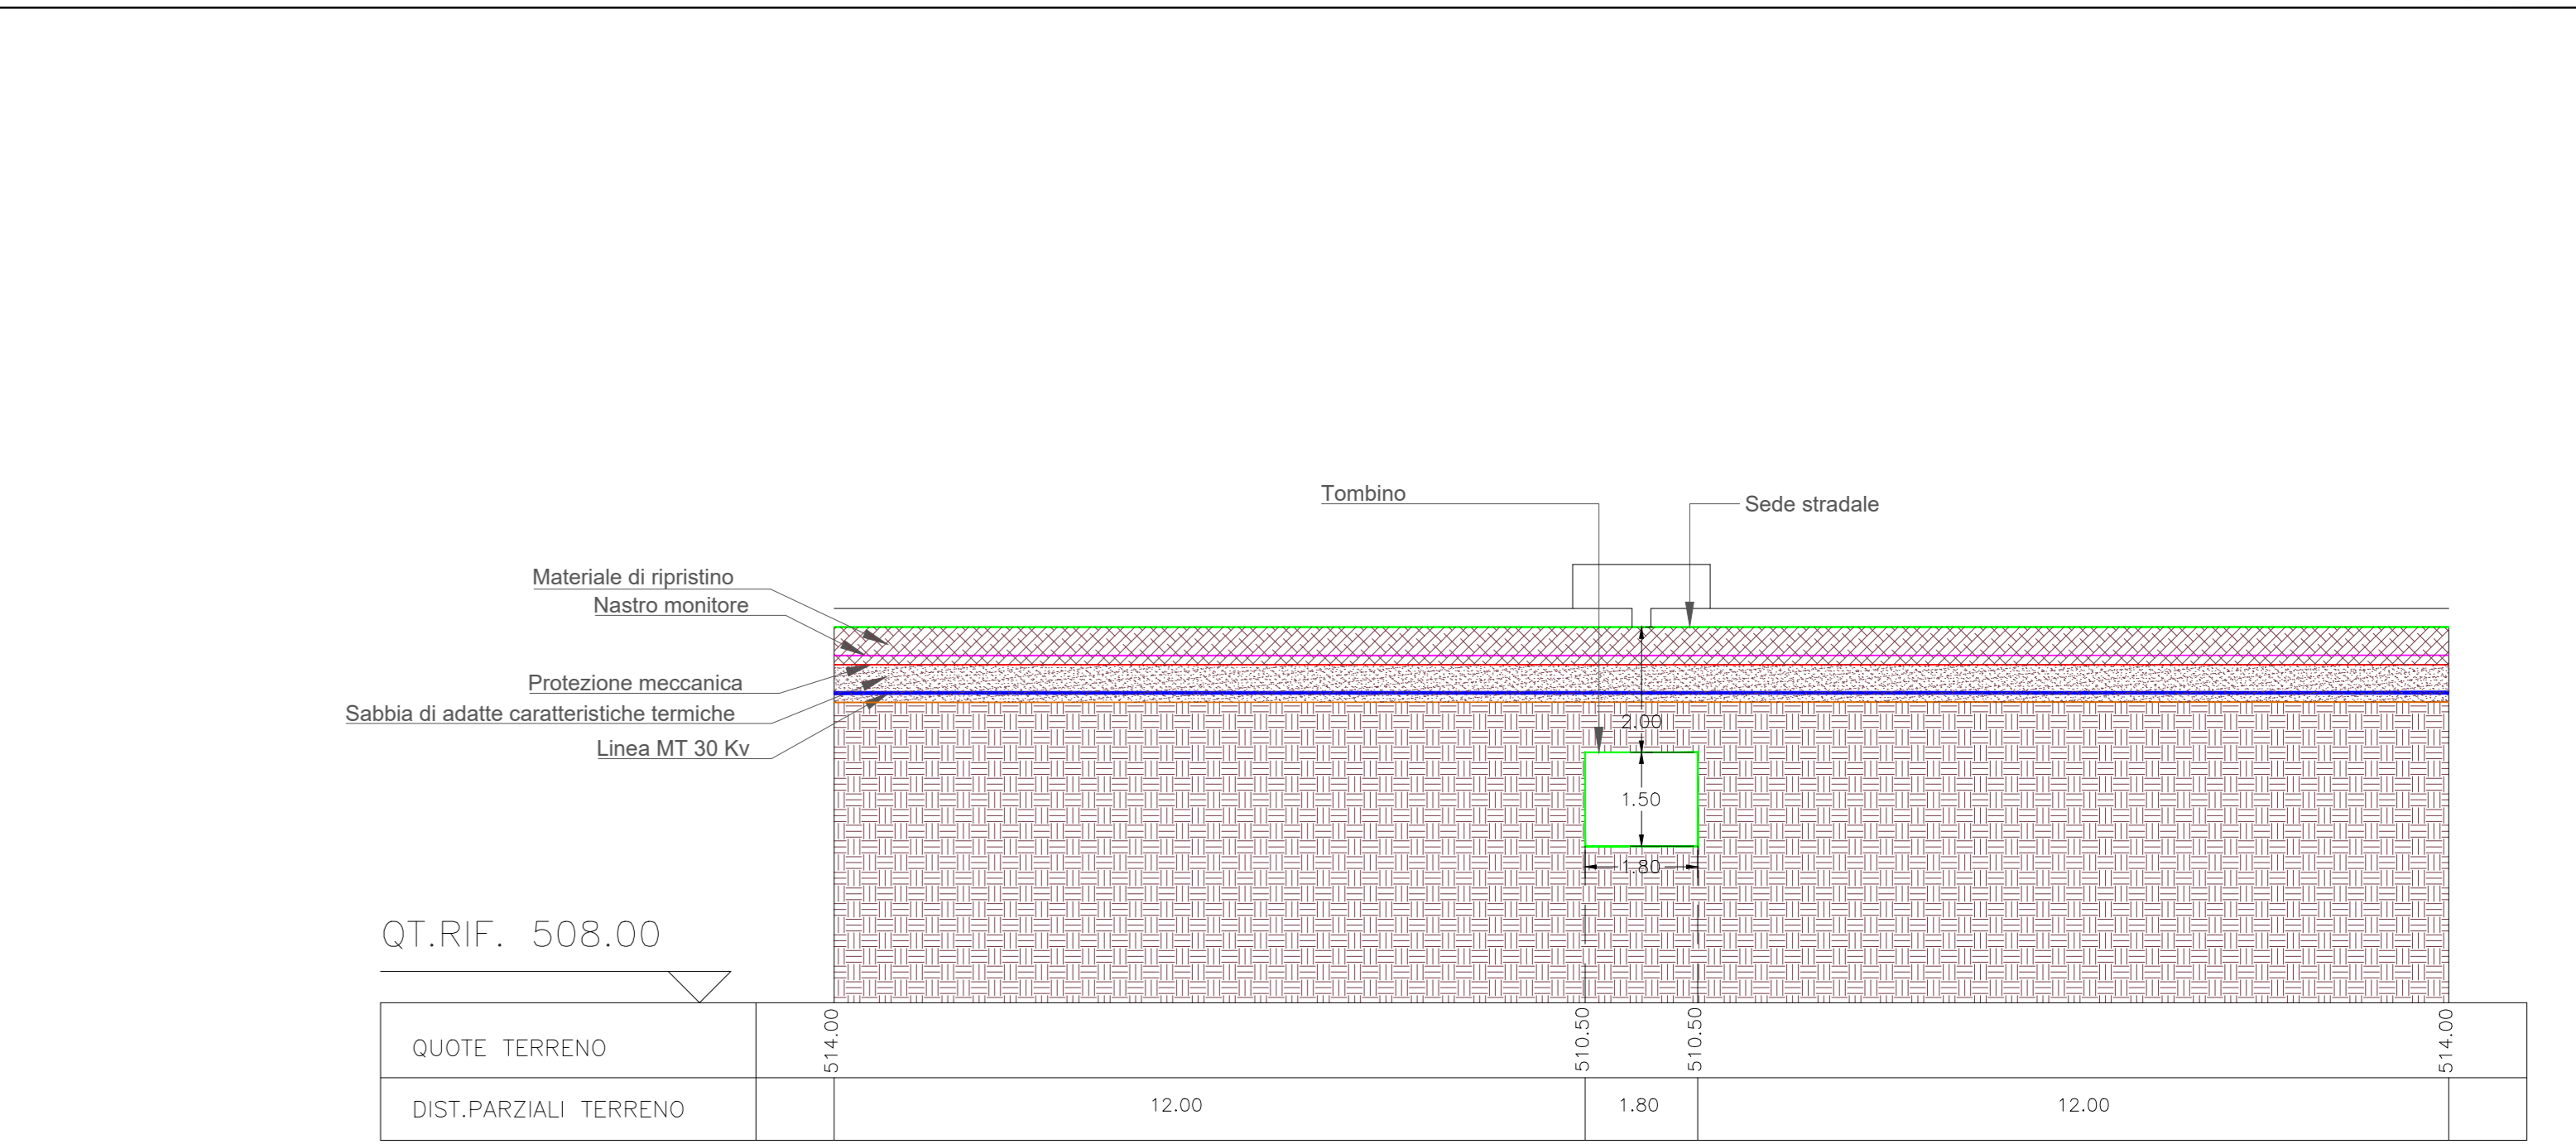 Tombino
Sede stradale
Materiale di ripristino
Nastro monitore
Protezione meccanica
Sabbia di adatte caratteristiche termiche
Linea MT 30 Kv
2.00
1.50
1.80
QT.RIF. 508.00
QUOTE TERRENO
514.00
510.50
510.50
514.00
DIST.PARZIALI TERRENO
12.00
1.80
12.00